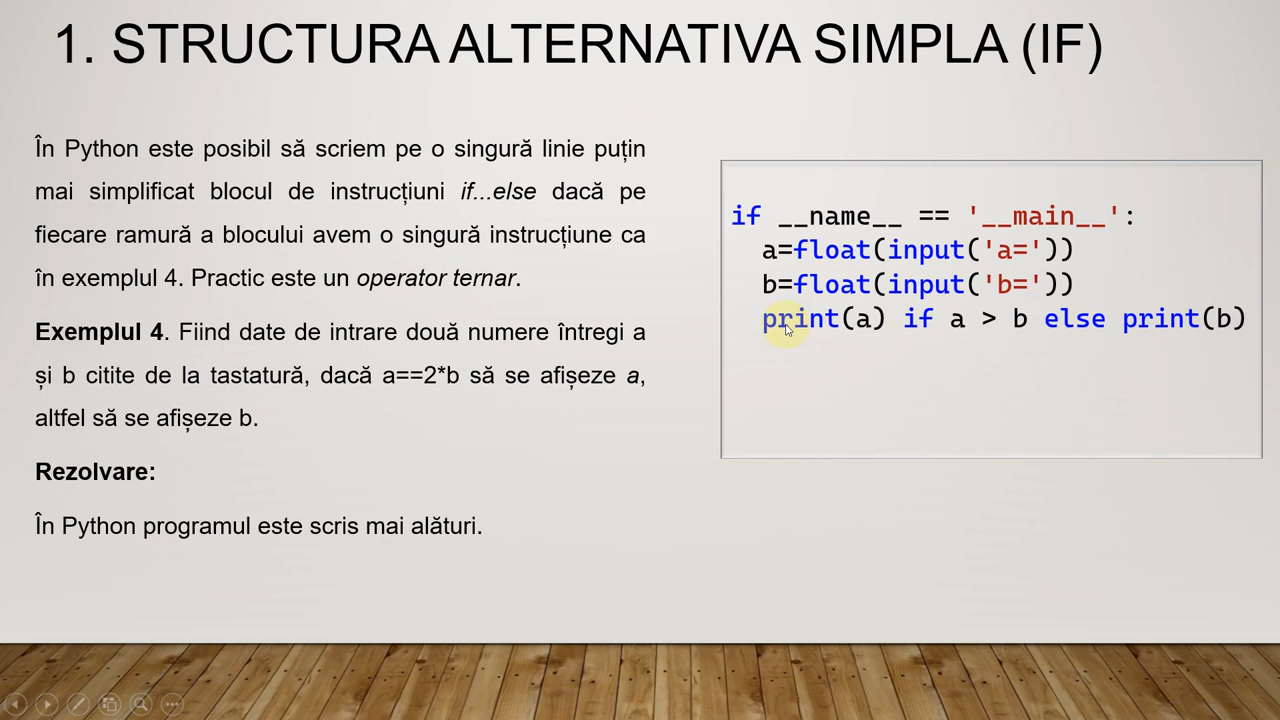 1. STRUCTURA ALTERNATIVA SIMPLA (IF)
În Python este posibil să scriem pe o singură linie puțin
mai simplificat blocul de instrucțiuni if...else dacă pe
fiecare ramură a blocului avem o singură instrucțiune ca
în exemplul 4. Practic este un operator ternar.
Exemplul 4. Fiind date de intrare două numere întregi a
și b citite de la tastatură, dacă a==2*b să se afișeze a,
altfel să se afișeze b.
Rezolvare:
În Python programul este scris mai alături.
if __name__ == '__main__':
  a=float(input('a='))
  b=float(input('b='))
  print(a) if a > b else print(b)